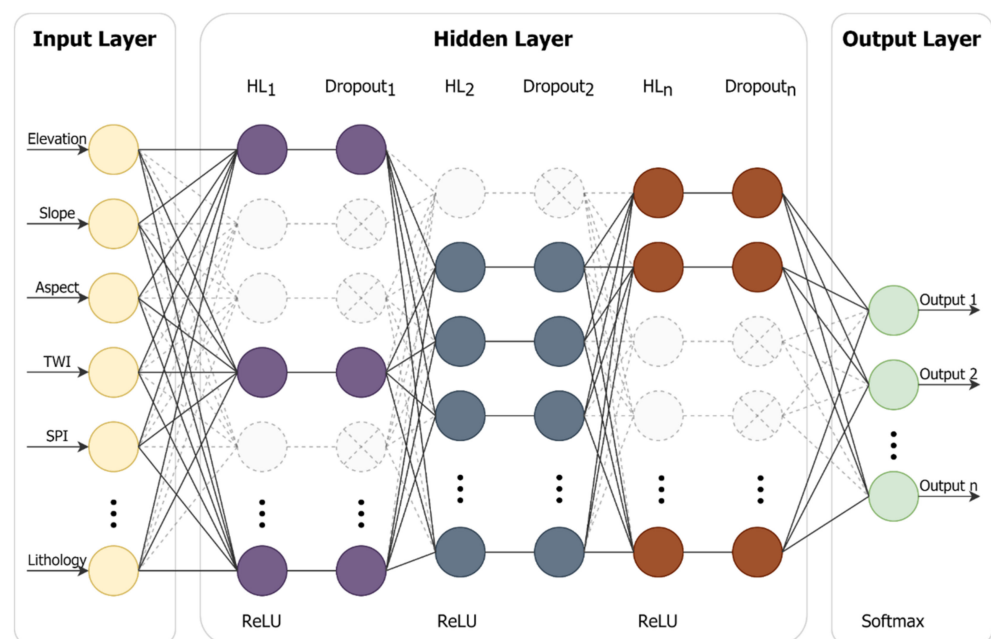 Input Layer
Hidden Layer
Output Layer
HL1
Dropout1
HL2
Dropout2
HLn
Dropoutn
Elevation
Slope
Aspect
TWI
SPI
Lithology
Output 1
Output 2
Output n
ReLU
ReLU
ReLU
Softmax